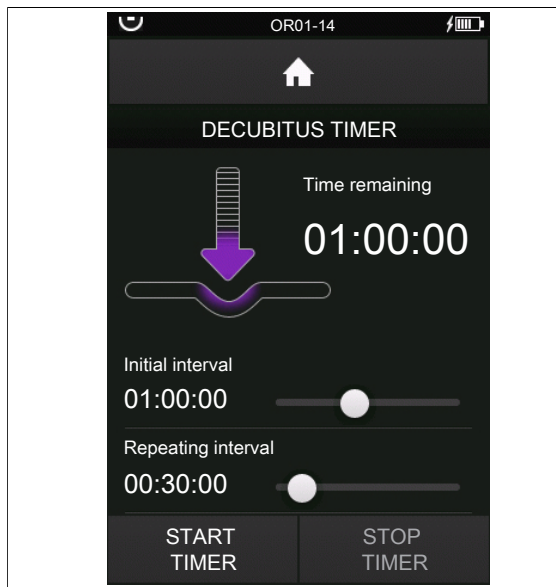 OR01-14
DECUBITUS TIMER
Time remaining
01:00:00
Initial interval
01:00:00
Repeating interval
00:30:00
START
TIMER
STOP
TIMER